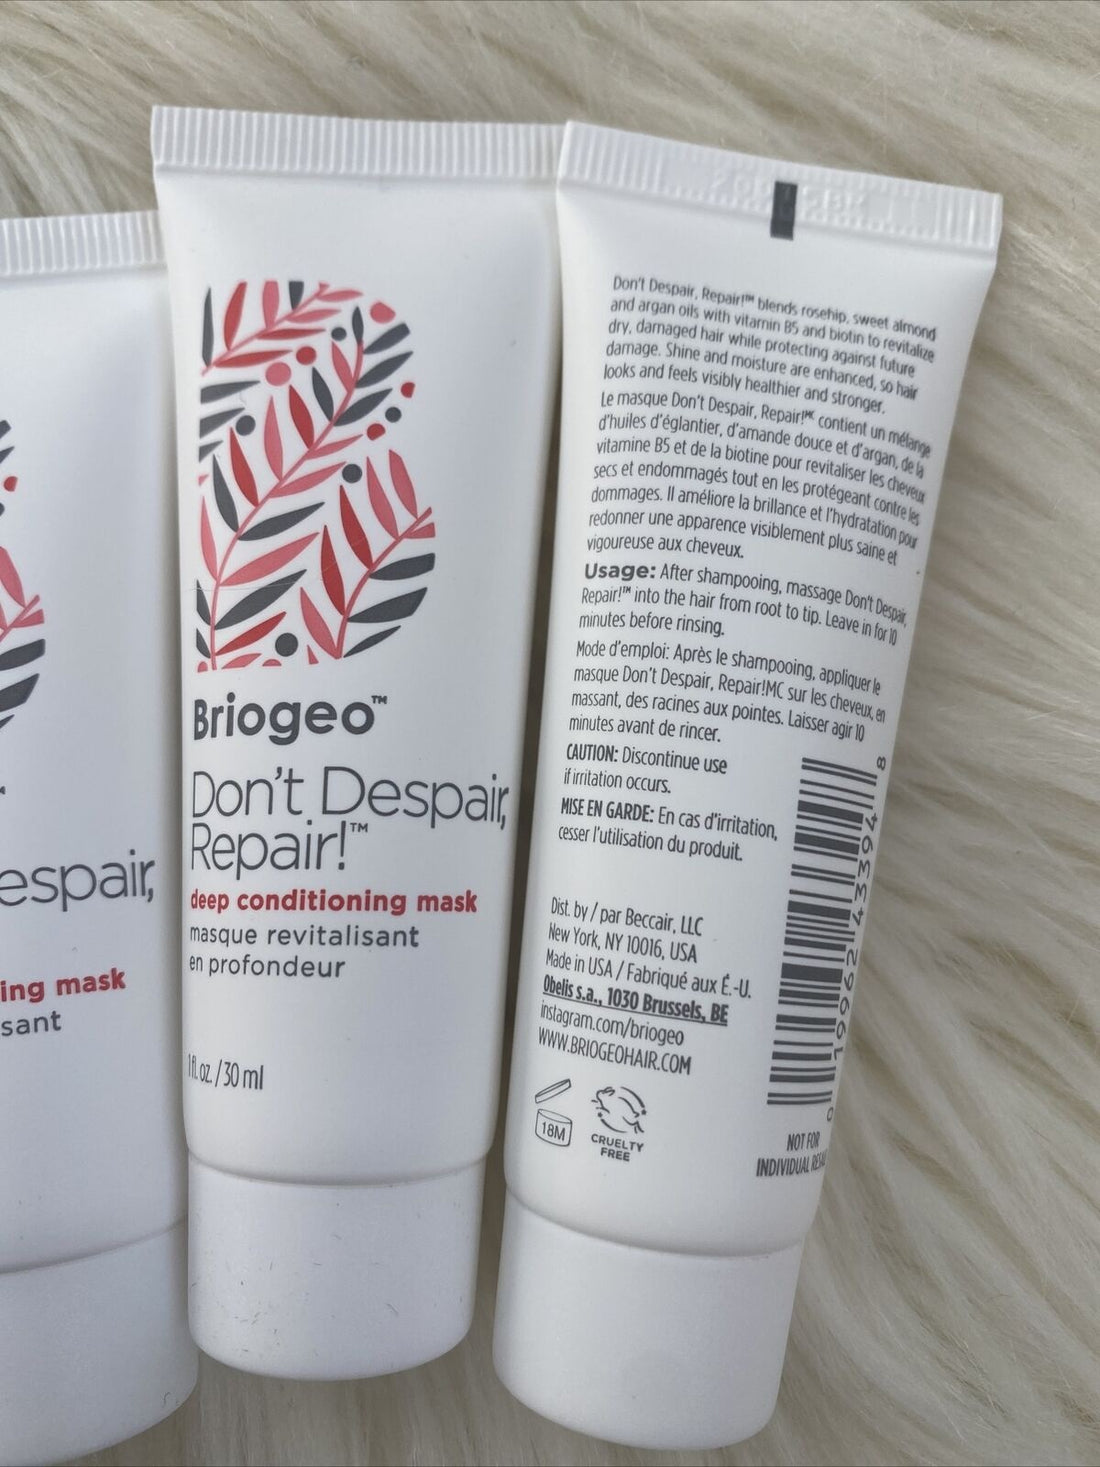 espair,
ing mask
sant
Briogeo™
Don't Despair,
Repair!™
deep conditioning mask
masque revitalisant
en profondeur
1 fl. oz. / 30 ml
Don't Despair, Repair!™ blends rosehip, sweet almond
and argan oils with vitamin B5 and biotin to revitalize
dry, damaged hair while protecting against future
damage. Shine and moisture are enhanced, so hair
looks and feels visibly healthier and stronger.
Le masque Don't Despair, Repair!ᴹᶜ contient un mélange
d'huiles d'églantier, d'amande douce et d'argan, de la
vitamine B5 et de la biotine pour revitaliser les cheveux
secs et endommagés tout en les protégeant contre les
dommages. Il améliore la brillance et l'hydratation pour
redonner une apparence visiblement plus saine et
vigoureuse aux cheveux.
Usage: After shampooing, massage Don't Despair,
Repair!™ into the hair from root to tip. Leave in for 10
minutes before rinsing.
Mode d'emploi: Après le shampooing, appliquer le
masque Don't Despair, Repair!MC sur les cheveux, en
massant, des racines aux pointes. Laisser agir 10
minutes avant de rincer.
CAUTION: Discontinue use
if irritation occurs.
MISE EN GARDE: En cas d'irritation,
cesser l'utilisation du produit.
Dist. by / par Beccair, LLC
New York, NY 10016, USA
Made in USA / Fabriqué aux É.-U.
Obelis s.a., 1030 Brussels, BE
instagram.com/briogeo
WWW.BRIOGEOHAIR.COM
18M
CRUELTY
FREE
0 19962 43394 8
NOT FOR
INDIVIDUAL RESALE